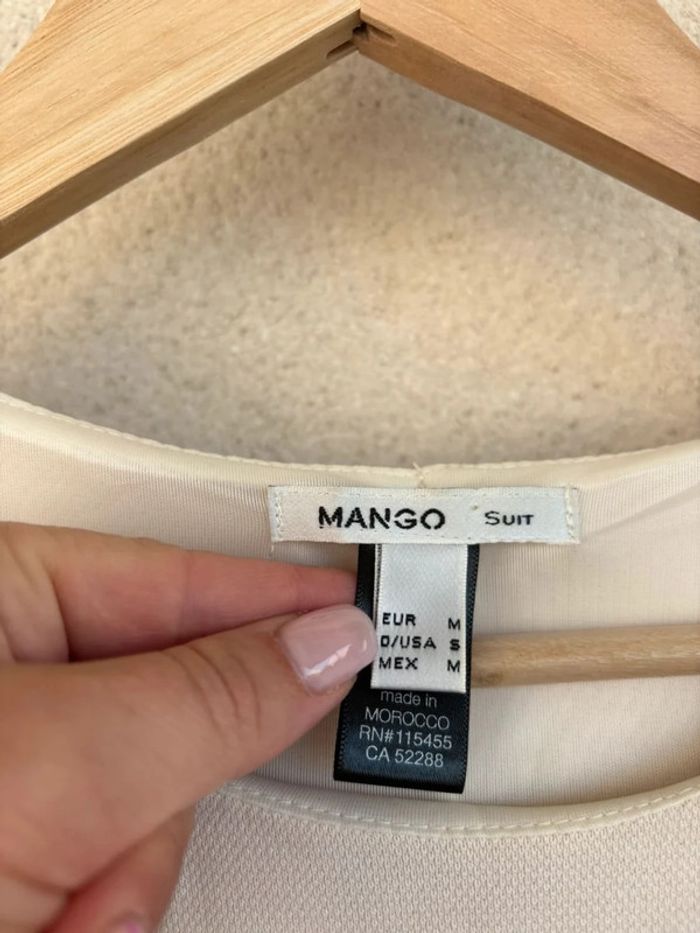 MANGO SUIT
EUR M
D/USA S
MEX M
made in
MOROCCO
RN#115455
CA 52288